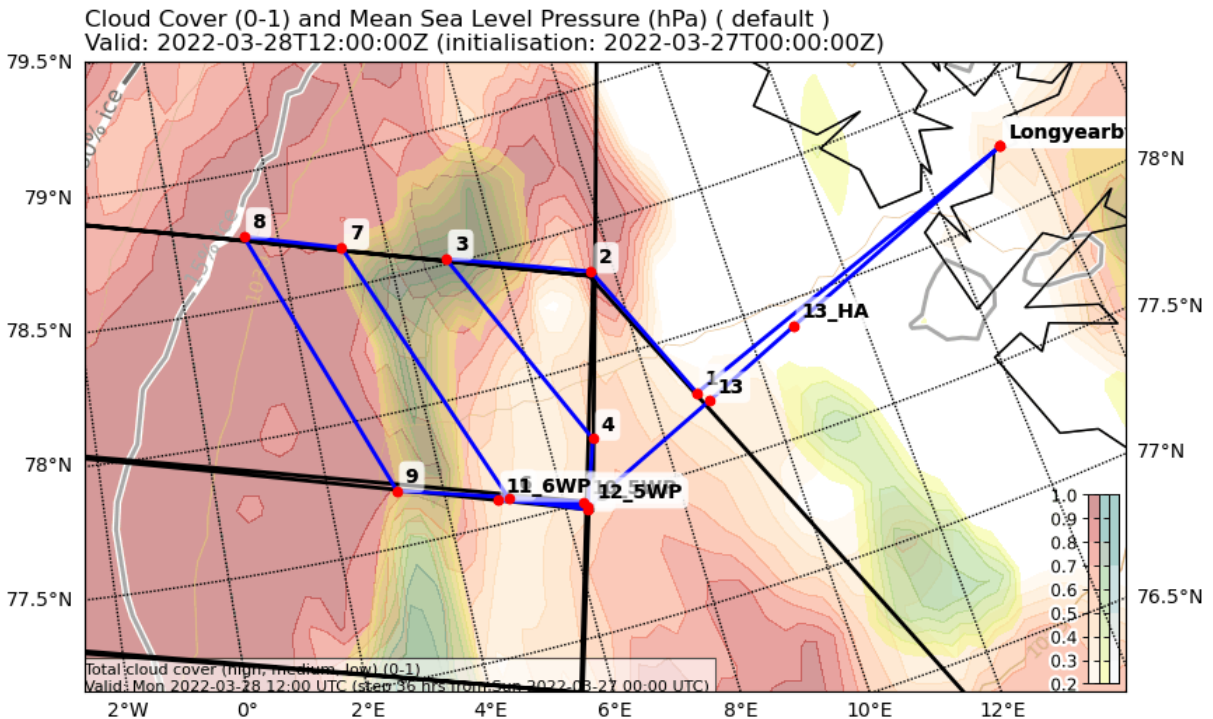 Cloud Cover (0-1) and Mean Sea Level Pressure (hPa) ( default )
Valid: 2022-03-28T12:00:00Z (initialisation: 2022-03-27T00:00:00Z)
79.5°N
ice
Longyearb
78°N
79°N
8
7
3
2
13_HA
77.5°N
78.5°N
1
13
4
77°N
78°N
9
11_6WP
12_5WP
1.0
0.9
0.8
0.7
0.6
0.5
0.4
0.3
0.2
77.5°N
76.5°N
Total cloud cover (high, medium, low) (0-1)
Valid: Mon 2022-03-28 12:00 UTC (step 36 hrs from Sun 2022-03-27 00:00 UTC)
2°W
0°
2°E
4°E
6°E
8°E
10°E
12°E